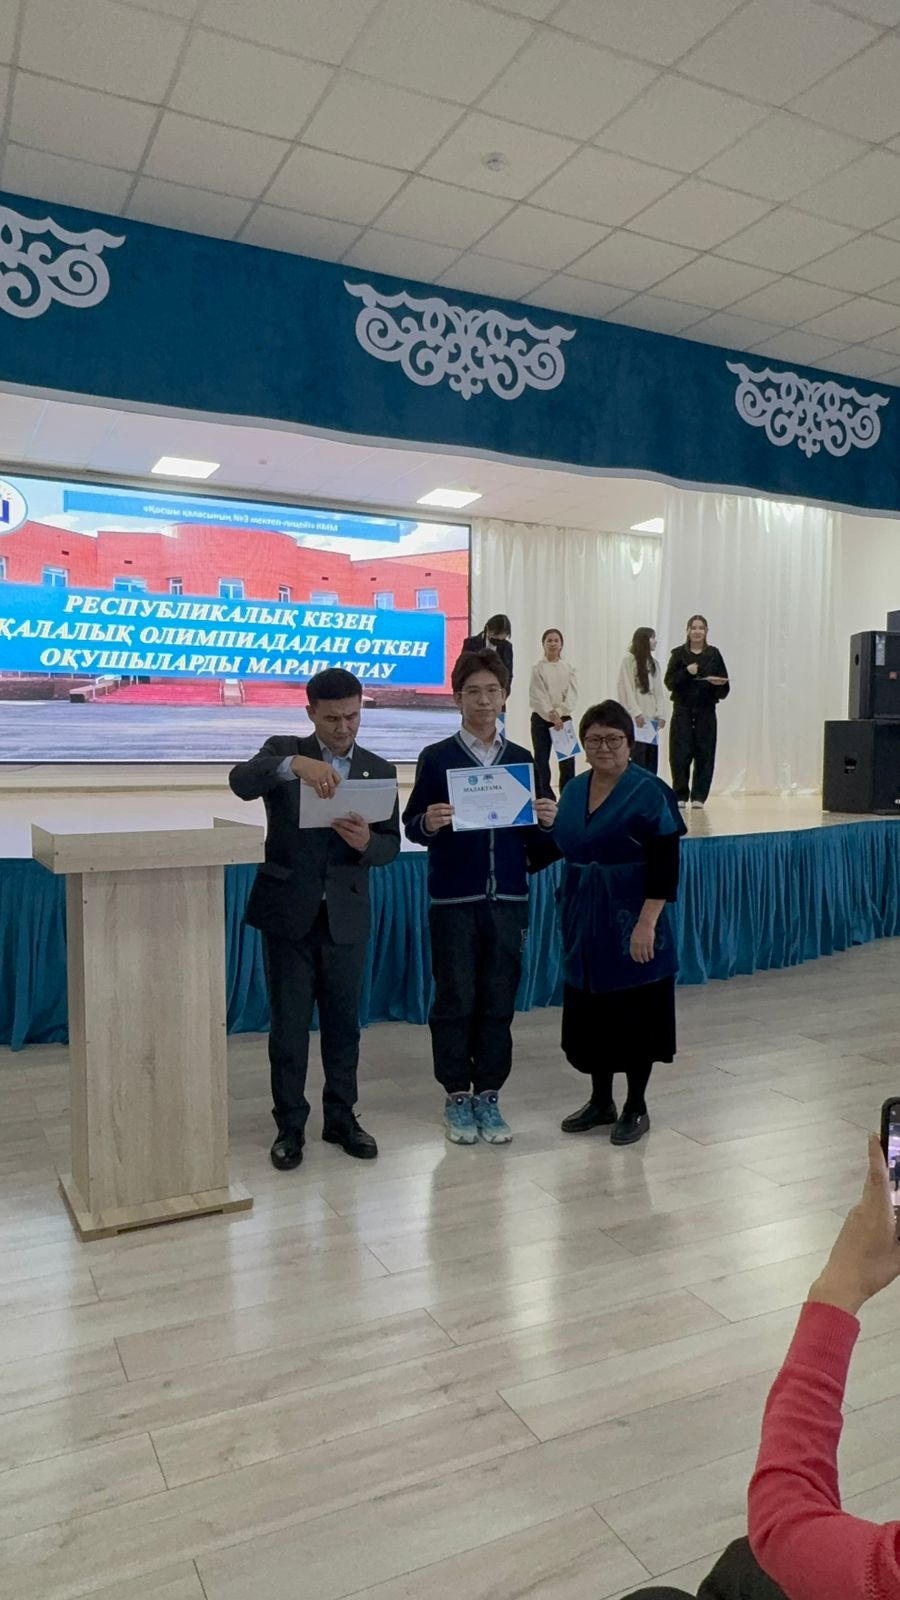 «Қосшы қаласының №3 мектеп-лицейі» КММ
РЕСПУБЛИКАЛЫҚ КЕЗЕҢ
ҚАЛАЛЫҚ ОЛИМПИАДАДАН ӨТКЕН
ОҚУШЫЛАРДЫ МАРАПАТТАУ
МАДАҚТАМА